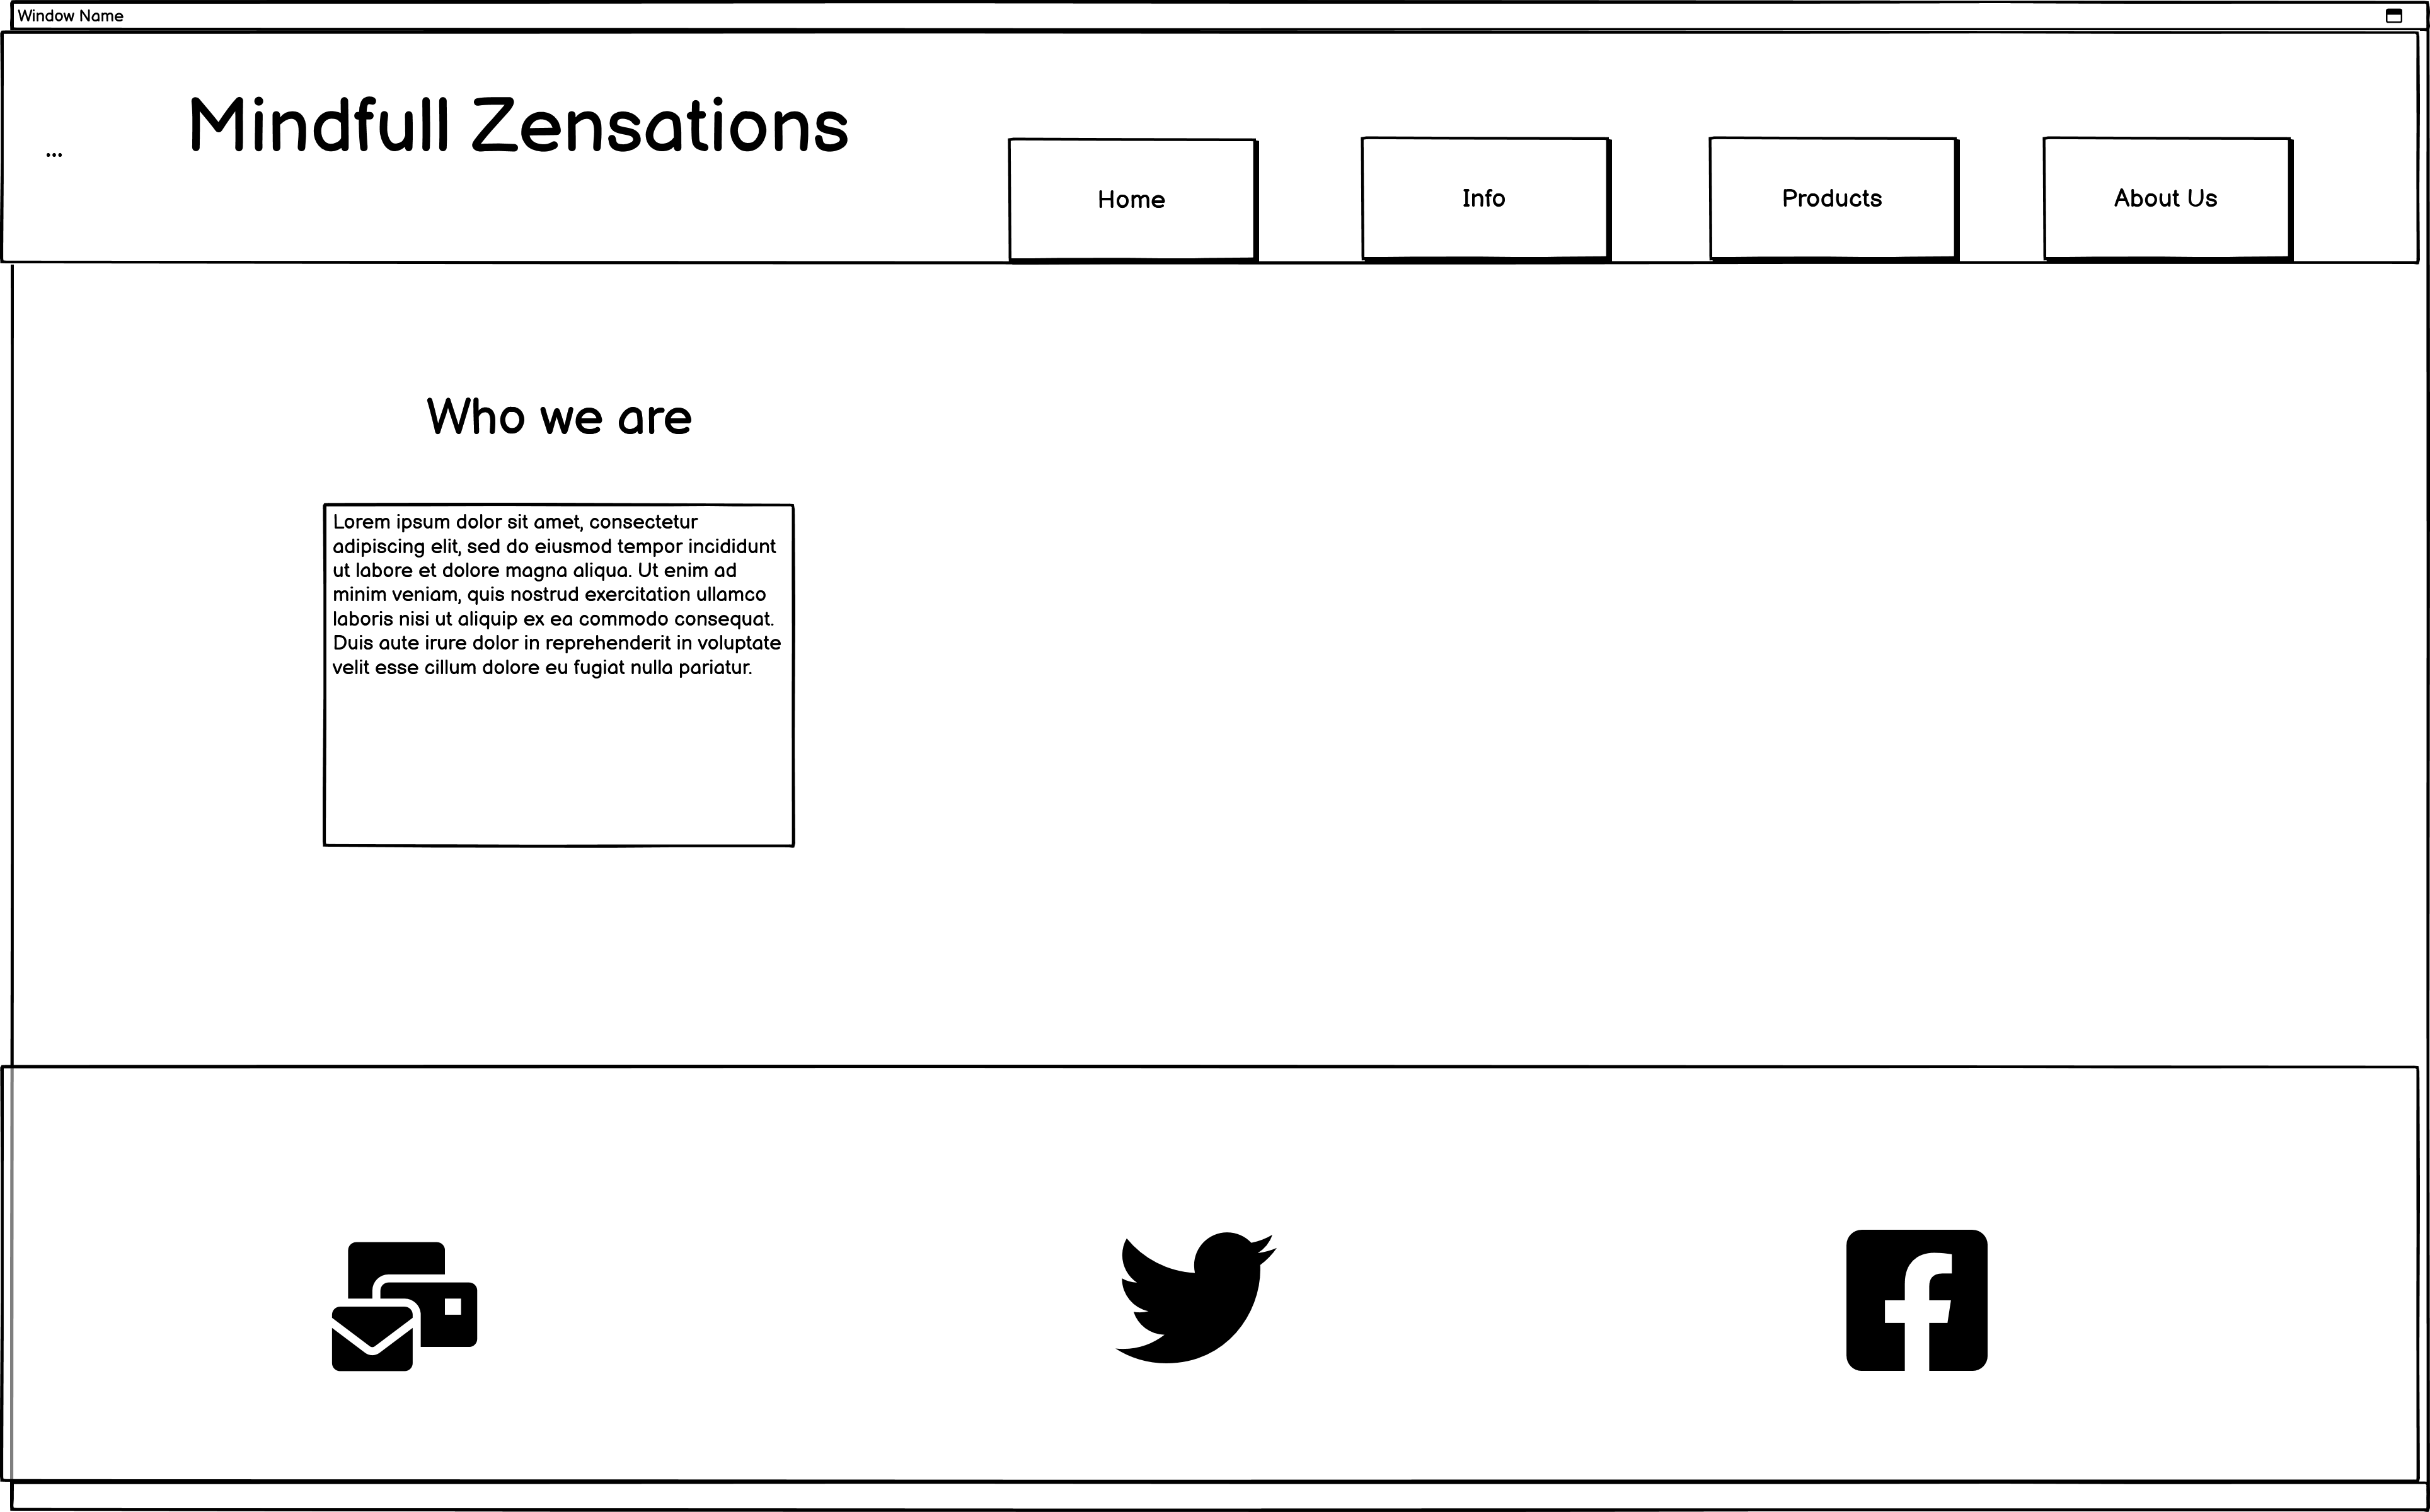 Window Name
Mindfull Zensations
...
Home
Info
Products
About Us
Who we are
Lorem ipsum dolor sit amet, consectetur
adipiscing elit, sed do eiusmod tempor incididunt
ut labore et dolore magna aliqua. Ut enim ad
minim veniam, quis nostrud exercitation ullamco
laboris nisi ut aliquip ex ea commodo consequat.
Duis aute irure dolor in reprehenderit in voluptate
velit esse cillum dolore eu fugiat nulla pariatur.